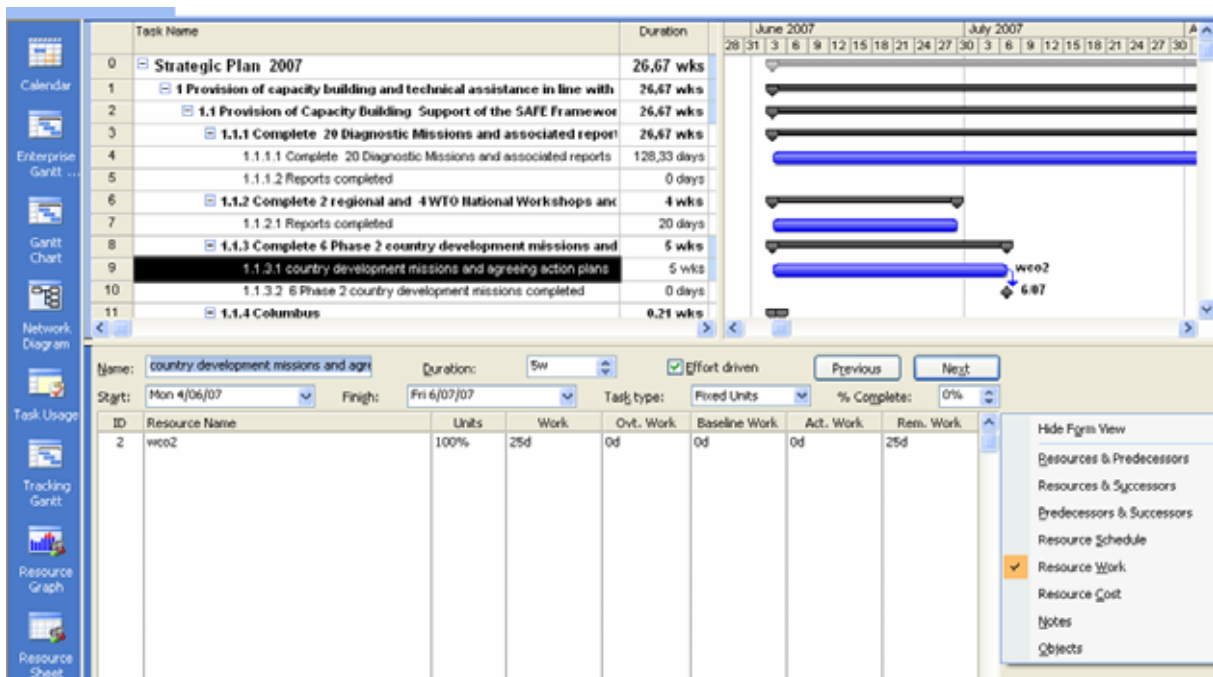 Task Name Duration June 2007 July 2007 A
28 31 3 6 9 12 15 18 21 24 27 30 3 6 9 12 15 18 21 24 27 30
0 Strategic Plan 2007 26,67 wks
1 1 Provision of capacity building and technical assistance in line with 26,67 wks
2 1.1 Provision of Capacity Building Support of the SAFE Framewor 26,67 wks
3 1.1.1 Complete 20 Diagnostic Missions and associated report 26,67 wks
4 1.1.1.1 Complete 20 Diagnostic Missions and associated reports 128,33 days
5 1.1.1.2 Reports completed 0 days
6 1.1.2 Complete 2 regional and 4 WTO National Workshops and 4 wks
7 1.1.2.1 Reports completed 20 days
8 1.1.3 Complete 6 Phase 2 country development missions and 5 wks
9 1.1.3.1 country development missions and agreeing action plans 5 wks wco2
10 1.1.3.2 6 Phase 2 country development missions completed 0 days 6/07
11 1.1.4 Columbus 0.21 wks
Calendar
Enterprise
Gantt ...
Gantt
Chart
Network
Diagram
Task Usage
Tracking
Gantt
Resource
Graph
Resource
Sheet
Name: country development missions and agre Duration: 5w Effort driven Previous Next
Start: Mon 4/06/07 Finish: Fri 6/07/07 Task type: Fixed Units % Complete: 0%
ID Resource Name Units Work Ovt. Work Baseline Work Act. Work Rem. Work
2 wco2 100% 25d 0d 0d 0d 25d
Hide Form View
Resources & Predecessors
Resources & Successors
Predecessors & Successors
Resource Schedule
Resource Work
Resource Cost
Notes
Objects